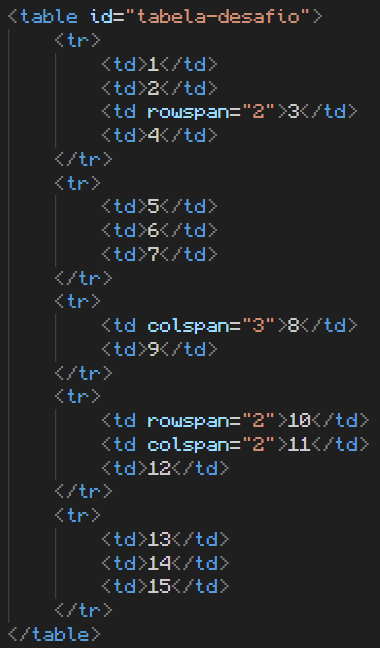 <table id="tabela-desafio">
    <tr>
        <td>1</td>
        <td>2</td>
        <td rowspan="2">3</td>
        <td>4</td>
    </tr>
    <tr>
        <td>5</td>
        <td>6</td>
        <td>7</td>
    </tr>
    <tr>
        <td colspan="3">8</td>
        <td>9</td>
    </tr>
    <tr>
        <td rowspan="2">10</td>
        <td colspan="2">11</td>
        <td>12</td>
    </tr>
    <tr>
        <td>13</td>
        <td>14</td>
        <td>15</td>
    </tr>
</table>